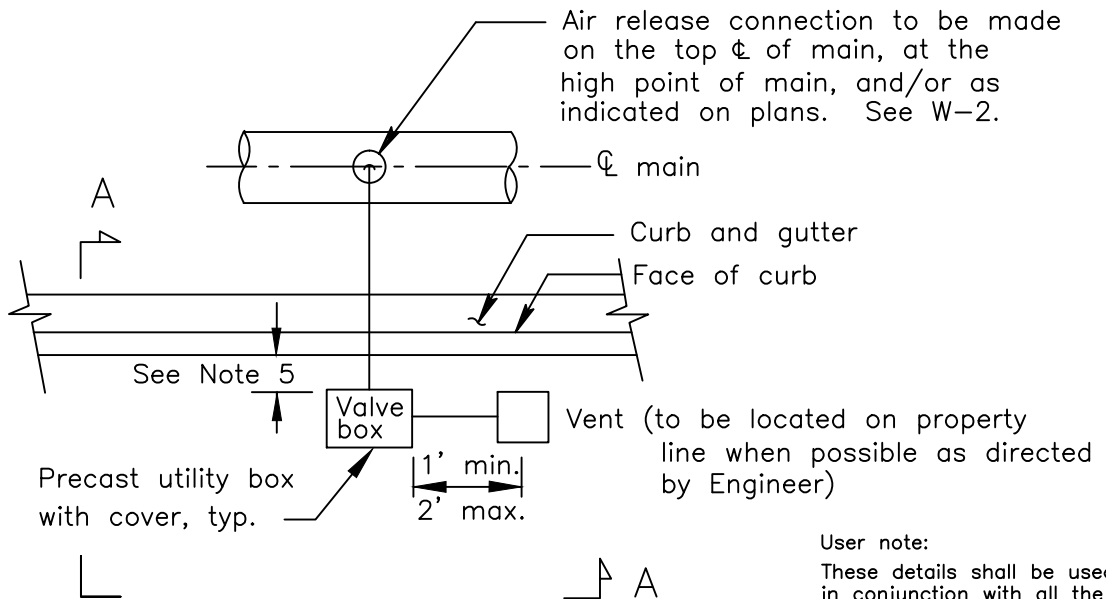 Air release connection to be made
on the top ℄ of main, at the
high point of main, and/or as
indicated on plans. See W-2.
℄ main
A
Curb and gutter
Face of curb
See Note 5
Valve
box
Vent (to be located on property
line when possible as directed
by Engineer)
Precast utility box
with cover, typ.
1' min.
2' max.
User note:
These details shall be used
in conjunction with all the
A